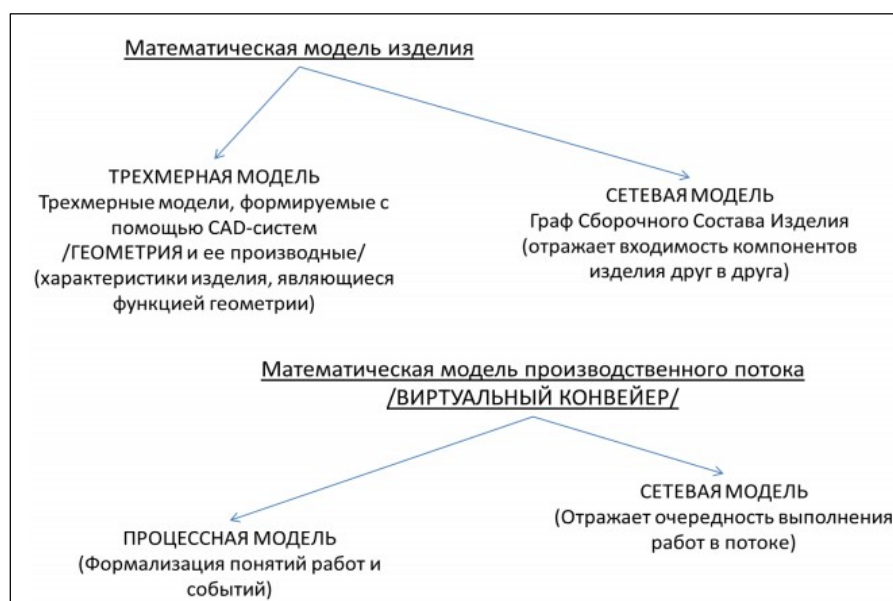 Математическая модель изделия
ТРЕХМЕРНАЯ МОДЕЛЬ
Трехмерные модели, формируемые с
помощью CAD-систем
/ГЕОМЕТРИЯ и ее производные/
(характеристики изделия, являющиеся
функцией геометрии)
СЕТЕВАЯ МОДЕЛЬ
Граф Сборочного Состава Изделия
(отражает входимость компонентов
изделия друг в друга)
Математическая модель производственного потока
/ВИРТУАЛЬНЫЙ КОНВЕЙЕР/
ПРОЦЕССНАЯ МОДЕЛЬ
(Формализация понятий работ и
событий)
СЕТЕВАЯ МОДЕЛЬ
(Отражает очередность выполнения
работ в потоке)